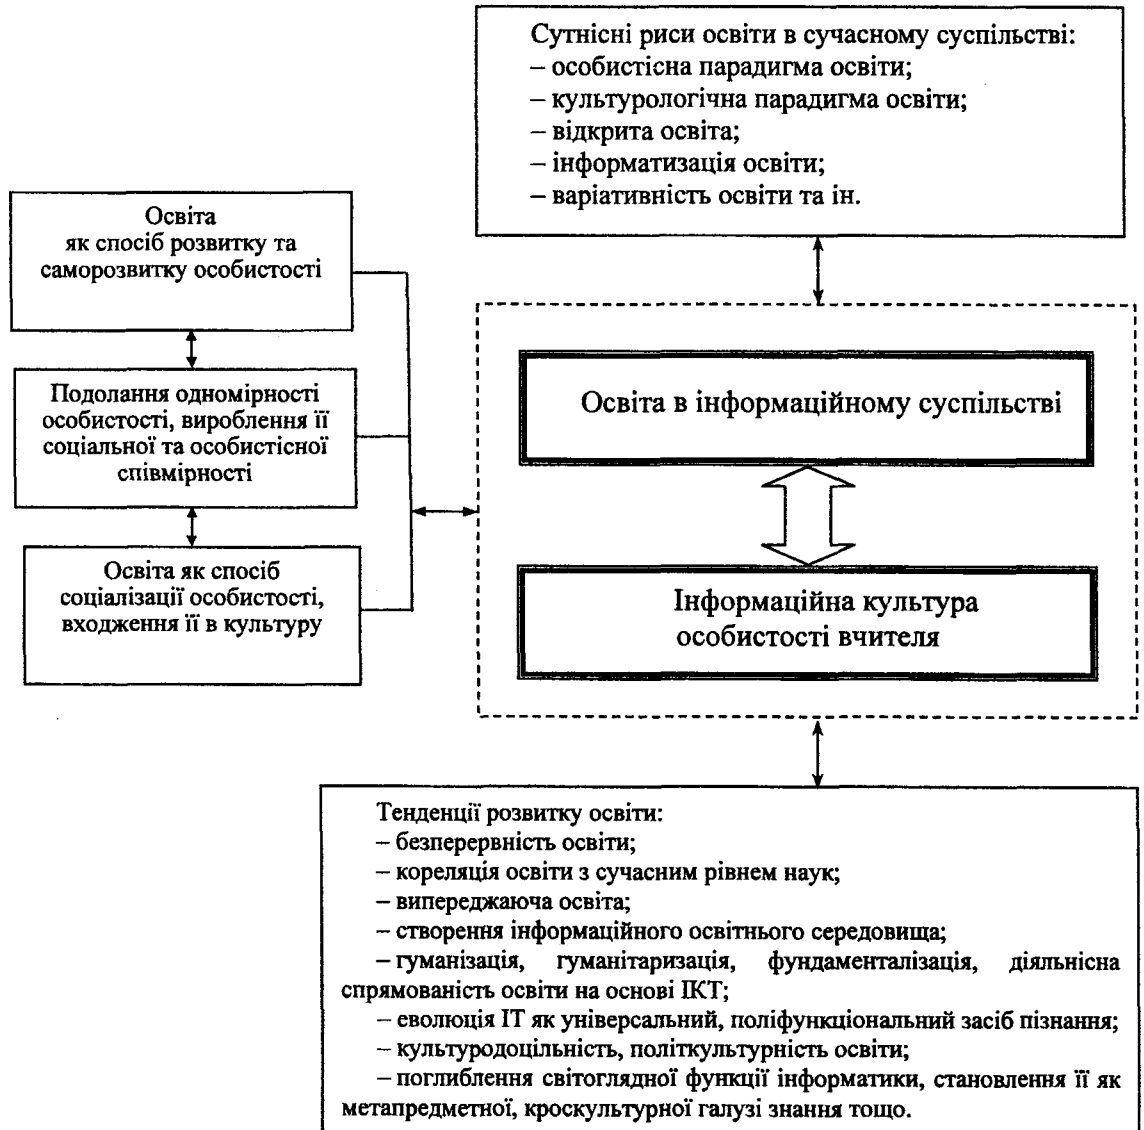 Сутнісні риси освіти в сучасному суспільстві:
– особистісна парадигма освіти;
– культурологічна парадигма освіти;
– відкрита освіта;
– інформатизація освіти;
– варіативність освіти та ін.
Освіта
як спосіб розвитку та
саморозвитку особистості
Подолання одномірності
особистості, вироблення її
соціальної та особистісної
співмірності
Освіта як спосіб
соціалізації особистості,
входження її в культуру
Освіта в інформаційному суспільстві
Інформаційна культура
особистості вчителя
Тенденції розвитку освіти:
– безперервність освіти;
– кореляція освіти з сучасним рівнем наук;
– випереджаюча освіта;
– створення інформаційного освітнього середовища;
– гуманізація, гуманітаризація, фундаменталізація, діяльнісна
спрямованість освіти на основі ІКТ;
– еволюція ІТ як універсальний, поліфункціональний засіб пізнання;
– культуродоцільність, політкультурність освіти;
– поглиблення світоглядної функції інформатики, становлення її як
метапредметної, кроскультурної галузі знання тощо.